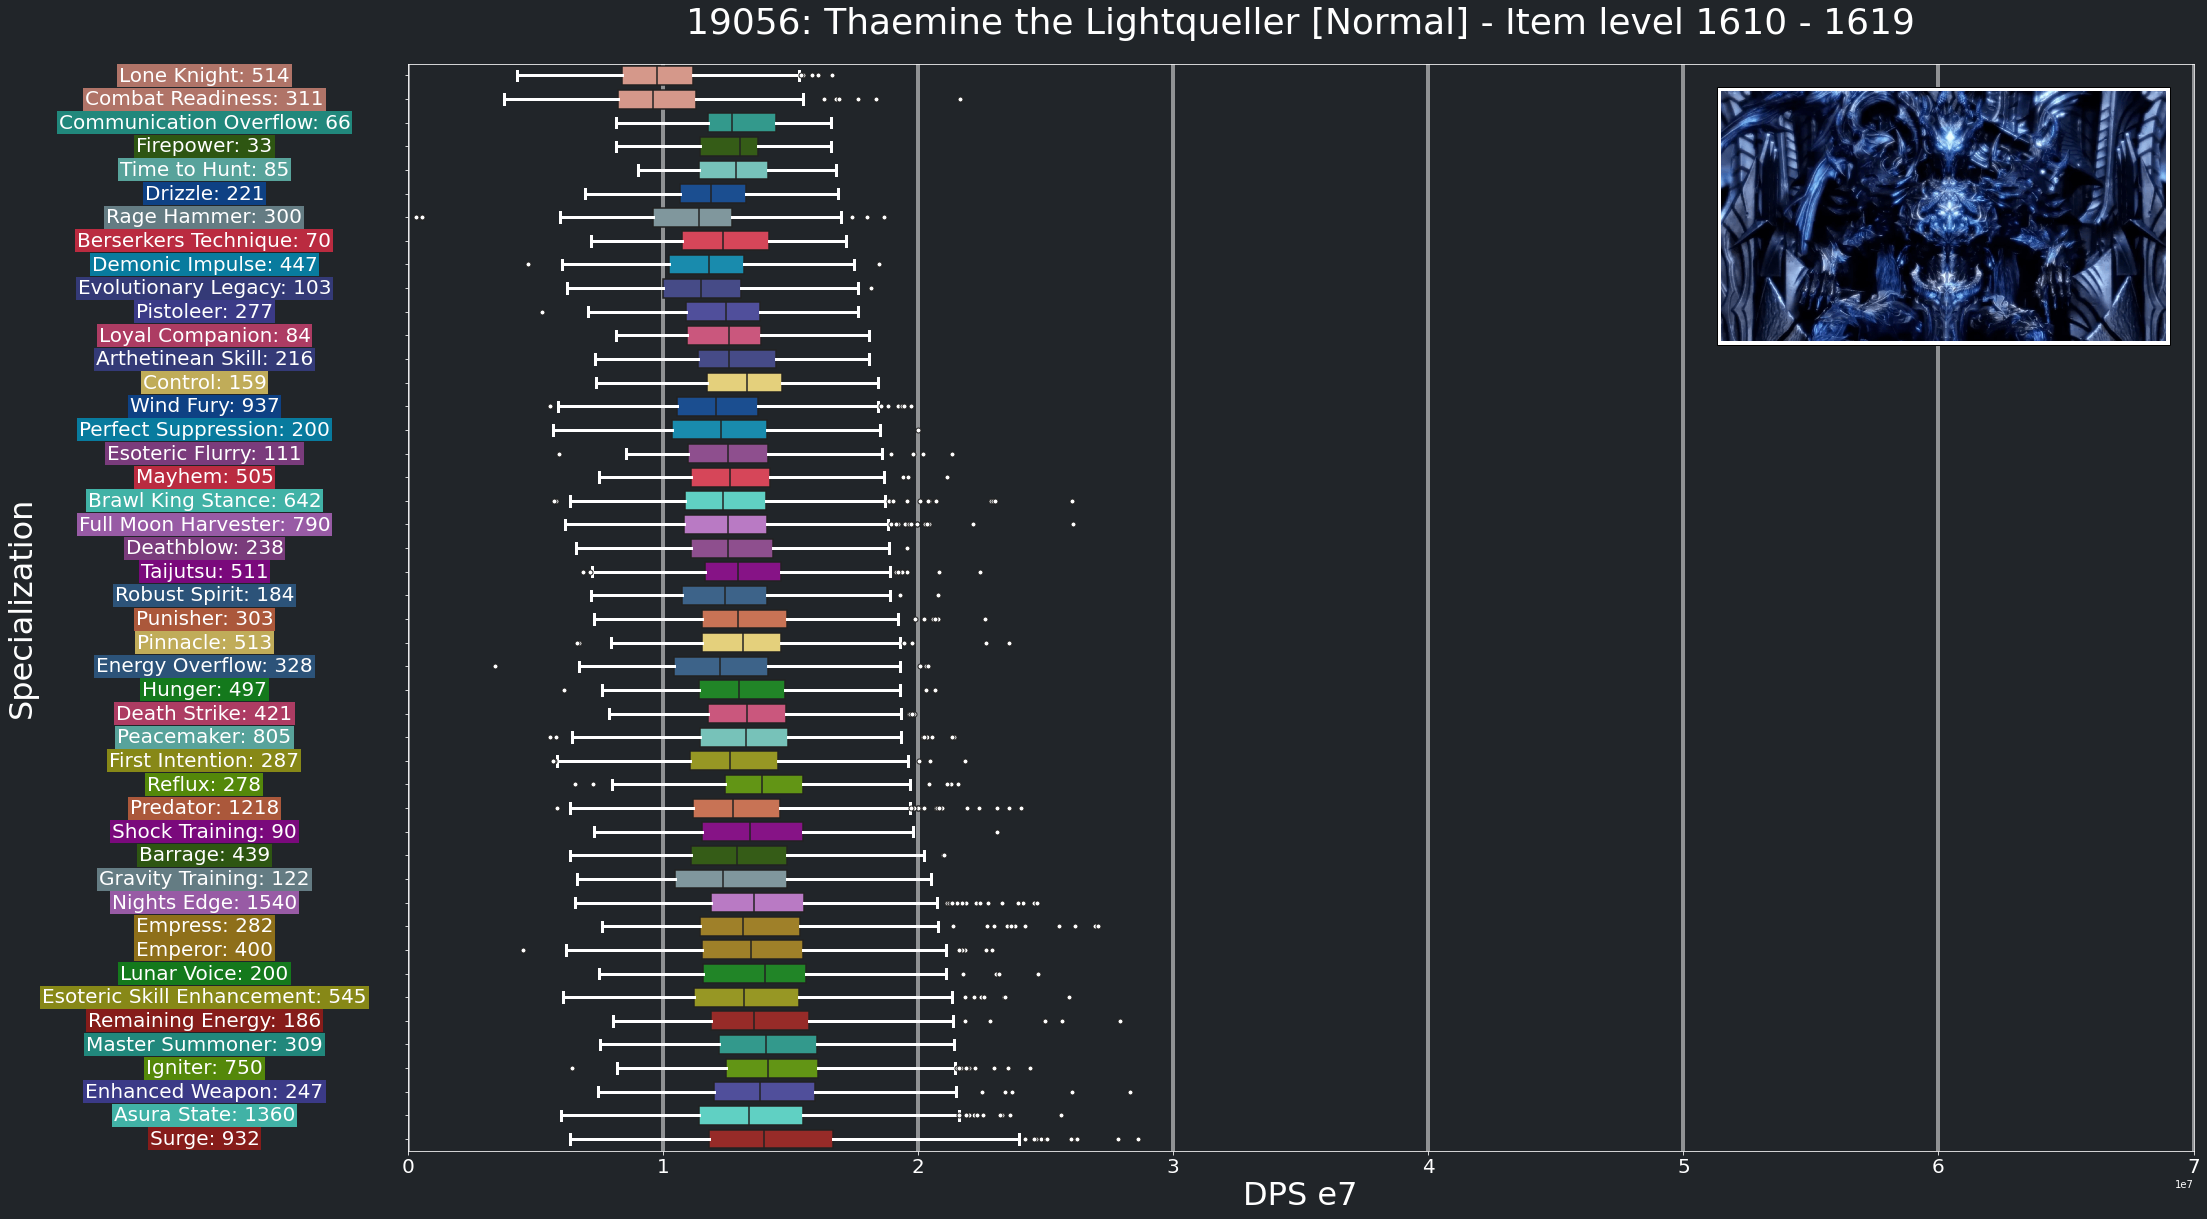 19056: Thaemine the Lightqueller [Normal] - Item level 1610 - 1619
Specialization
Lone Knight: 514
Combat Readiness: 311
Communication Overflow: 66
Firepower: 33
Time to Hunt: 85
Drizzle: 221
Rage Hammer: 300
Berserkers Technique: 70
Demonic Impulse: 447
Evolutionary Legacy: 103
Pistoleer: 277
Loyal Companion: 84
Arthetinean Skill: 216
Control: 159
Wind Fury: 937
Perfect Suppression: 200
Esoteric Flurry: 111
Mayhem: 505
Brawl King Stance: 642
Full Moon Harvester: 790
Deathblow: 238
Taijutsu: 511
Robust Spirit: 184
Punisher: 303
Pinnacle: 513
Energy Overflow: 328
Hunger: 497
Death Strike: 421
Peacemaker: 805
First Intention: 287
Reflux: 278
Predator: 1218
Shock Training: 90
Barrage: 439
Gravity Training: 122
Nights Edge: 1540
Empress: 282
Emperor: 400
Lunar Voice: 200
Esoteric Skill Enhancement: 545
Remaining Energy: 186
Master Summoner: 309
Igniter: 750
Enhanced Weapon: 247
Asura State: 1360
Surge: 932
0 1 2 3 4 5 6 7
1e7
DPS e7